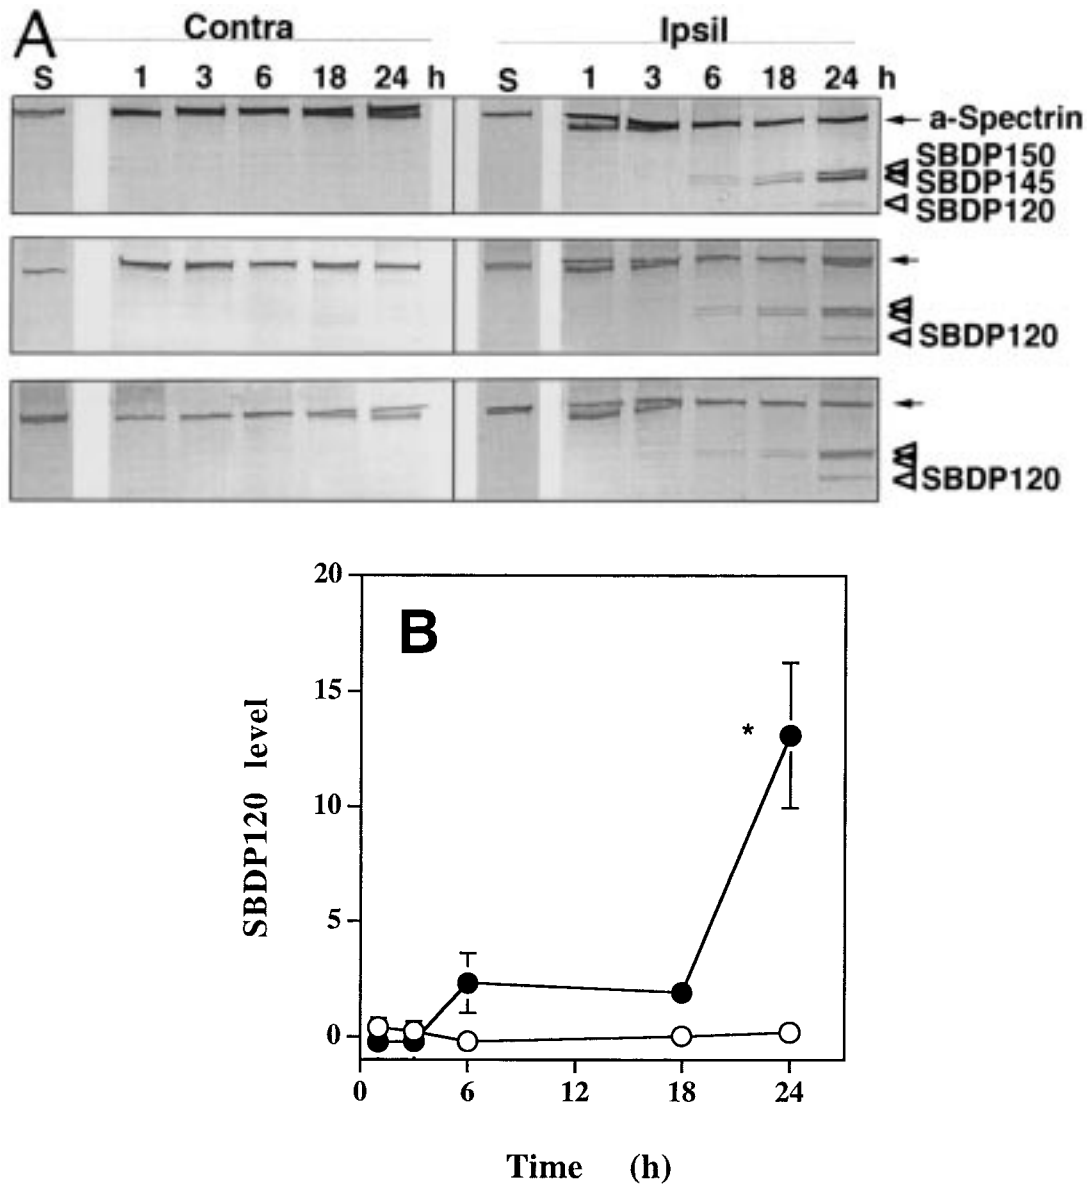 A Contra Ipsil
S 1 3 6 18 24 h S 1 3 6 18 24 h
a-Spectrin
SBDP150
SBDP145
SBDP120
SBDP120
SBDP120
B
20
15
10
5
0
SBDP120 level
*
0 6 12 18 24
Time (h)